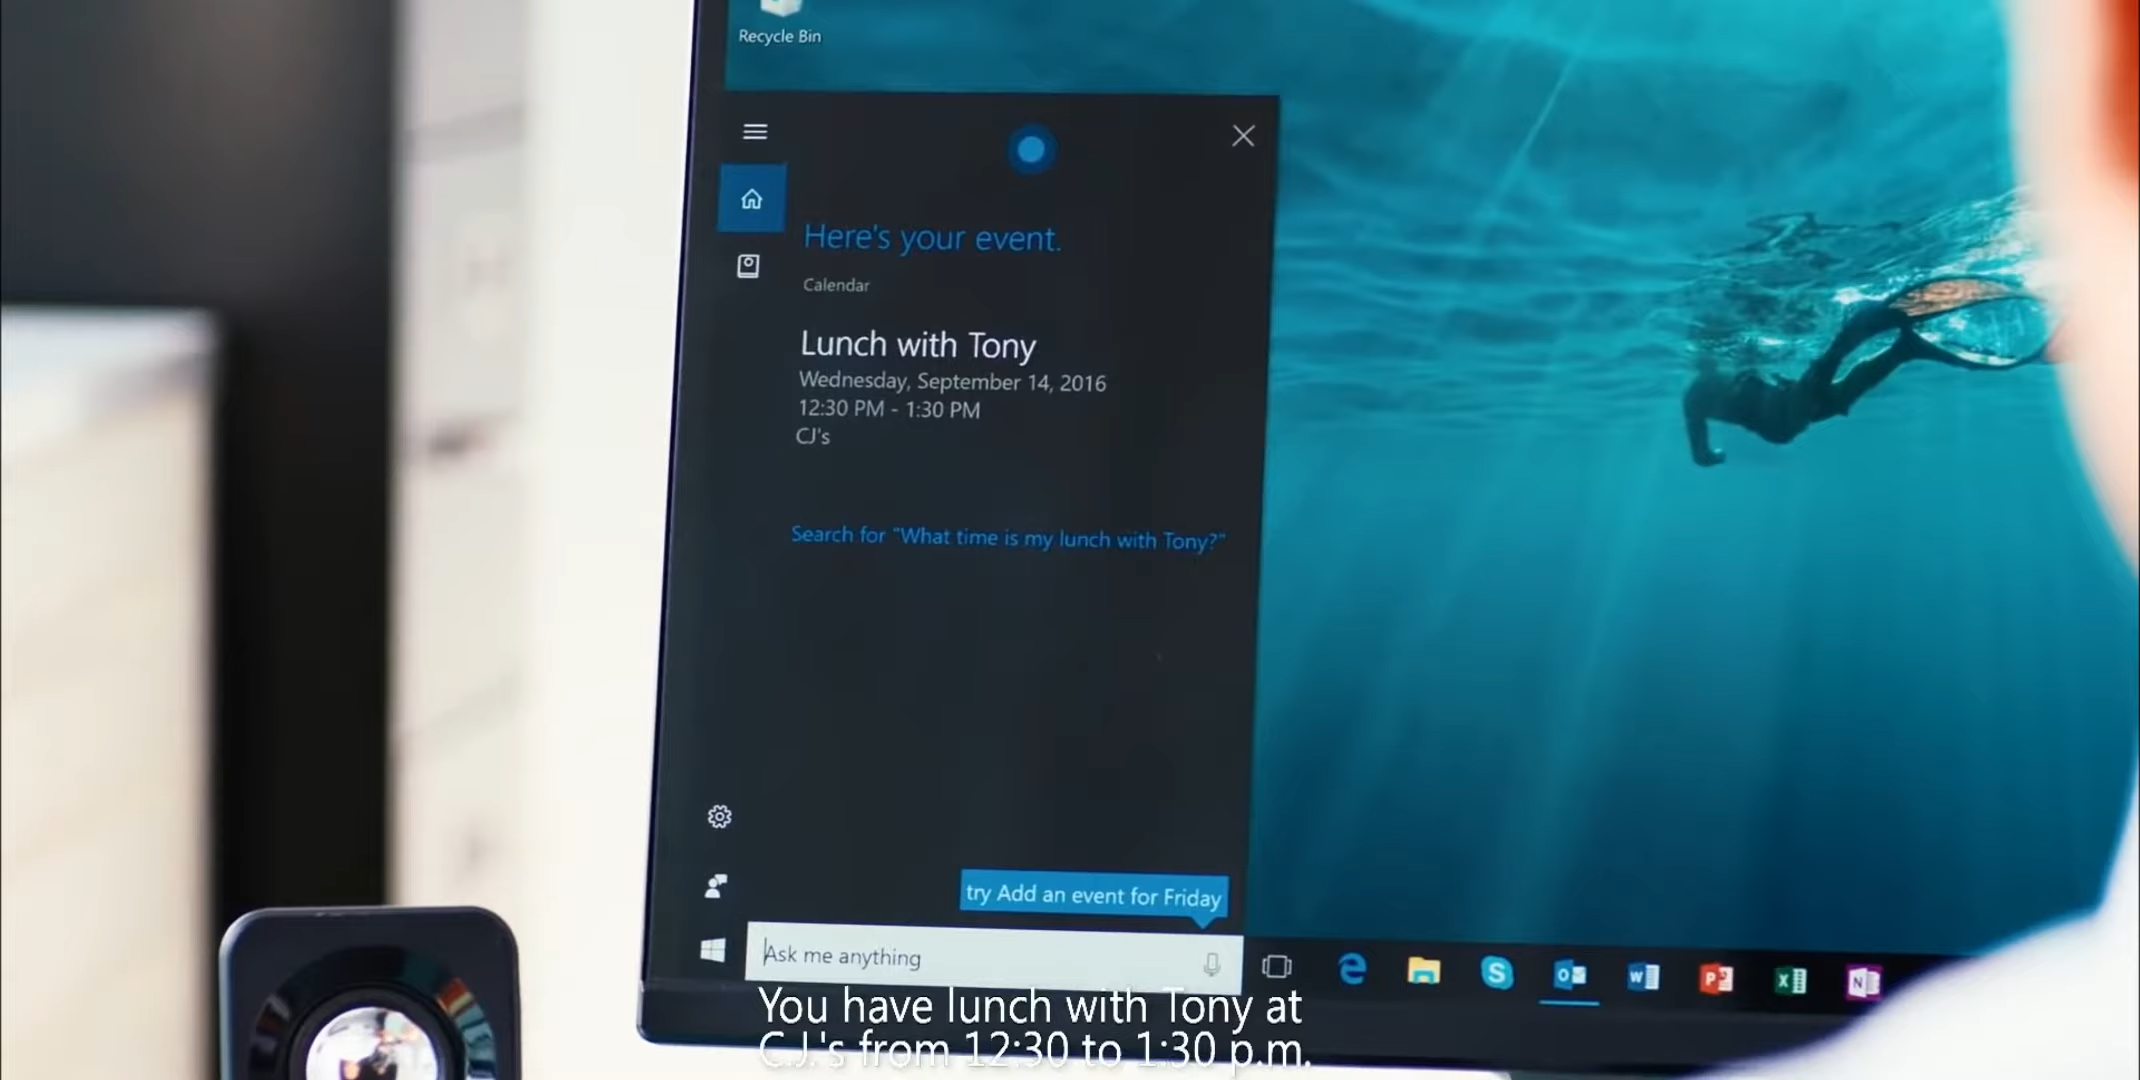 Recycle Bin
Here's your event.
Calendar
Lunch with Tony
Wednesday, September 14, 2016
12:30 PM - 1:30 PM
CJ's
Search for "What time is my lunch with Tony?"
try Add an event for Friday
Ask me anything
You have lunch with Tony at
C.J.'s from 12:30 to 1:30 p.m.